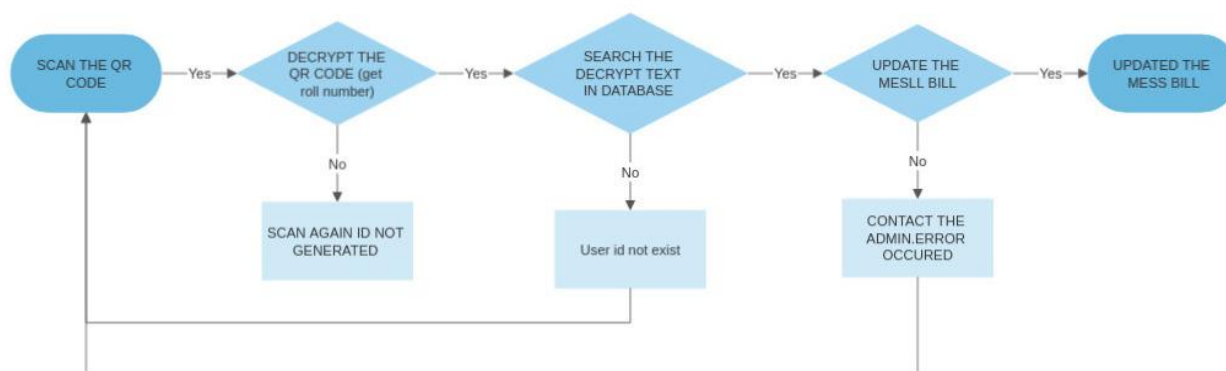 SCAN THE QR
CODE
Yes
DECRYPT THE
QR CODE (get
roll number)
Yes
SEARCH THE
DECRYPT TEXT
IN DATABASE
Yes
UPDATE THE
MESLL BILL
Yes
UPDATED THE
MESS BILL
No
No
No
SCAN AGAIN ID NOT
GENERATED
User id not exist
CONTACT THE
ADMIN.ERROR
OCCURED